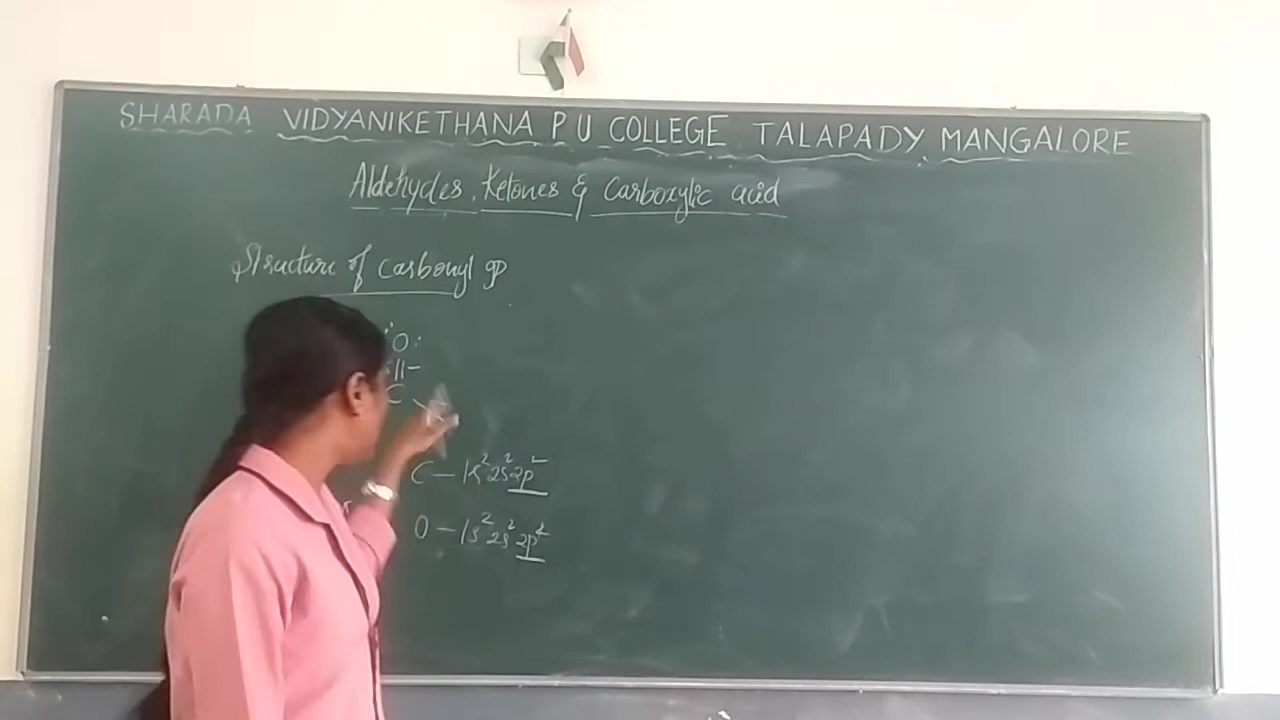 SHARADA VIDYANIKETHANA P U COLLEGE TALAPADY MANGALORE
Aldehydes, Ketones & Carboxylic acid
Structure of carbonyl gp
:O:
||
C
C — 1s² 2s² 2p²
O — 1s² 2s² 2p⁴